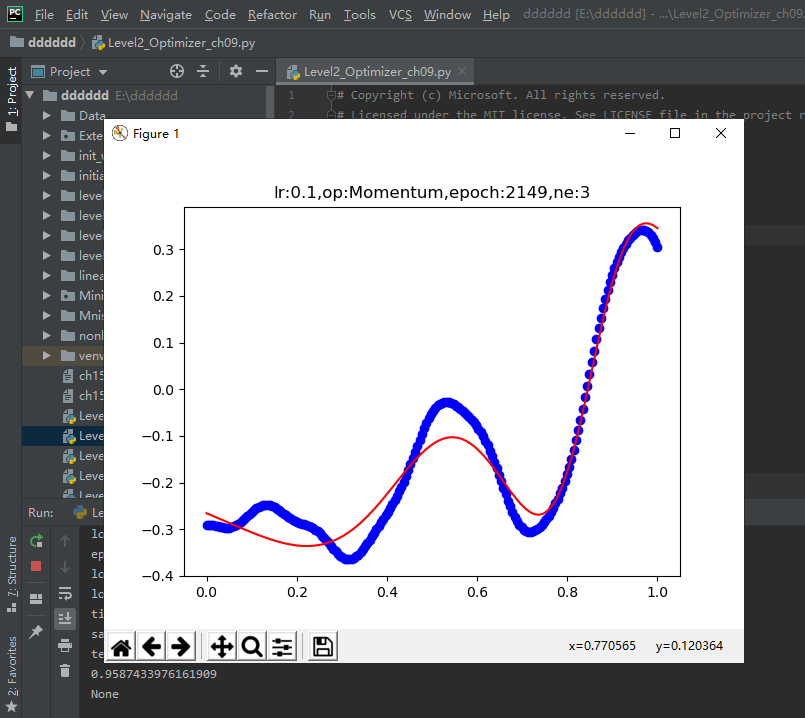 PC File Edit View Navigate Code Refactor Run Tools VCS Window Help dddddd [E:\dddddd] - ...\Level2_Optimizer_ch09.
dddddd Level2_Optimizer_ch09.py
1: Project
Project
Level2_Optimizer_ch09.py
dddddd E:\dddddd
1 # Copyright (c) Microsoft. All rights reserved.
Data
2 # Licensed under the MIT license. See LICENSE file in the project r
Exte
init_w
initia
level
level
level
level
linea
Mini
Mnis
nonl
venv
ch15
ch15
Leve
Leve
Leve
Leve
Leve
Figure 1
lr:0.1,op:Momentum,epoch:2149,ne:3
0.3
0.2
0.1
0.0
−0.1
−0.2
−0.3
−0.4
0.0 0.2 0.4 0.6 0.8 1.0
x=0.770565 y=0.120364
Run: Le
lo
ep
lo
lo
ti
sa
te
0.9587433976161909
None
7: Structure
2: Favorites